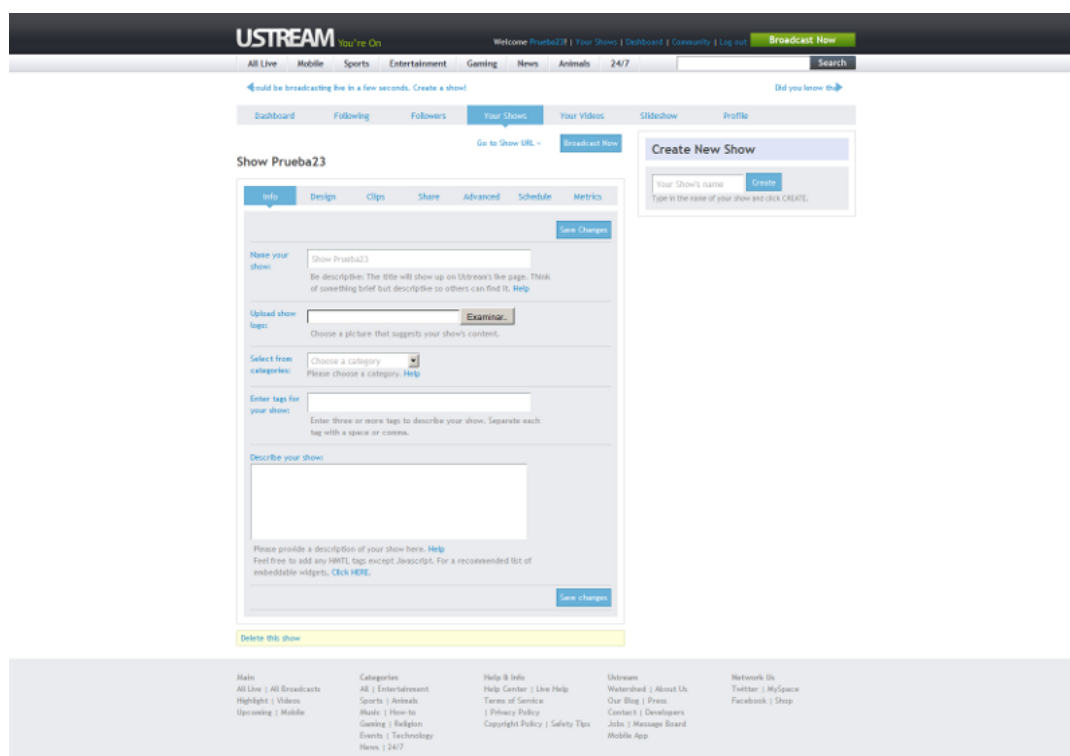 USTREAM You're On
Welcome Prueba23! | Your Shows | Dashboard | Community | Log out
Broadcast Now
All Live Mobile Sports Entertainment Gaming News Animals 24/7
Search
ould be broadcasting live in a few seconds. Create a show!
Did you know tha
Dashboard Following Followers Your Shows Your Videos Slideshow Profile
Go to Show URL
Broadcast Now
Show Prueba23
Info Design Clips Share Advanced Schedule Metrics
Save Changes
Name your
show:
Show Prueba23
Be descriptive: The title will show up on Ustream's live page. Think
of something brief but descriptive so others can find it. Help
Upload show
logo:
Examinar..
Choose a picture that suggests your show's content.
Select from
categories:
Choose a category
Please choose a category. Help
Enter tags for
your show:
Enter three or more tags to describe your show. Separate each
tag with a space or comma.
Describe your show:
Please provide a description of your show here. Help
Feel free to add any HMTL tags except Javascript. For a recommended list of
embeddable widgets, Click HERE.
Save changes
Delete this show
Create New Show
Your Show's name
Create
Type in the name of your show and click CREATE.
Main
All Live | All Broadcasts
Highlight | Videos
Upcoming | Mobile
Categories
All | Entertainment
Sports | Animals
Music | How-to
Gaming | Religion
Events | Technology
News | 24/7
Help & Info
Help Center | Live Help
Terms of Service
| Privacy Policy
Copyright Policy | Safety Tips
Ustream
Watershed | About Us
Our Blog | Press
Contact | Developers
Jobs | Message Board
Mobile App
Network Us
Twitter | MySpace
Facebook | Shop